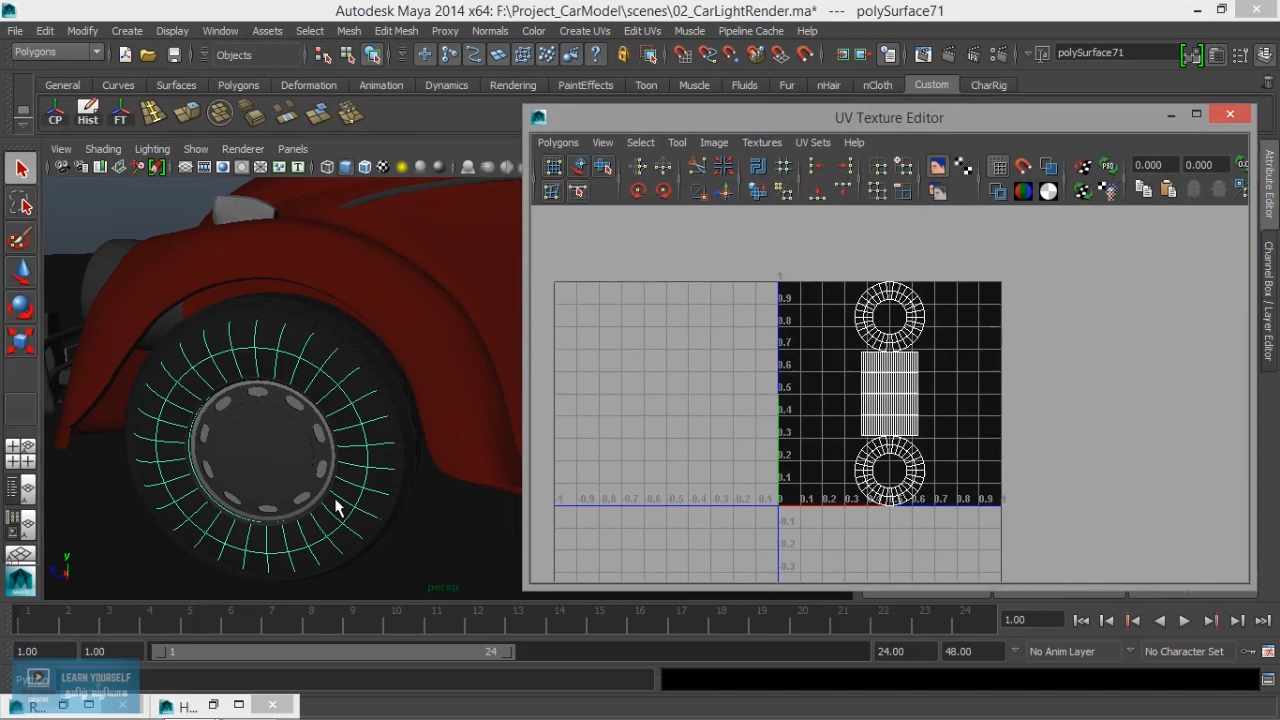 Autodesk Maya 2014 x64: F:\Project_CarModel\scenes\02_CarLightRender.ma* --- polySurface71
File Edit Modify Create Display Window Assets Select Mesh Edit Mesh Proxy Normals Color Create UVs Edit UVs Muscle Pipeline Cache Help
Polygons Objects polySurface71
General Curves Surfaces Polygons Deformation Animation Dynamics Rendering PaintEffects Toon Muscle Fluids Fur nHair nCloth Custom CharRig
CP Hist FT
UV Texture Editor
View Shading Lighting Show Renderer Panels
Polygons View Select Tool Image Textures UV Sets Help
0.000 0.000
Attribute Editor
Channel Box / Layer Editor
1
0.9
0.8
0.7
0.6
0.5
0.4
0.3
0.2
0.1
-1 -0.9 -0.8 -0.7 -0.6 -0.5 -0.4 -0.3 -0.2 -0.1 0 0.1 0.2 0.3 0.6 0.7 0.8 0.9 1
-0.1
-0.2
-0.3
y
persp
1 2 3 4 5 6 7 8 9 10 11 12 13 14 15 16 17 18 19 20 21 22 23 24
1.00
1.00 1.00 1 24 24.00 48.00 No Anim Layer No Character Set
LEARN YOURSELF
தமிழ் வழியாக
CREATIVE
R... H...